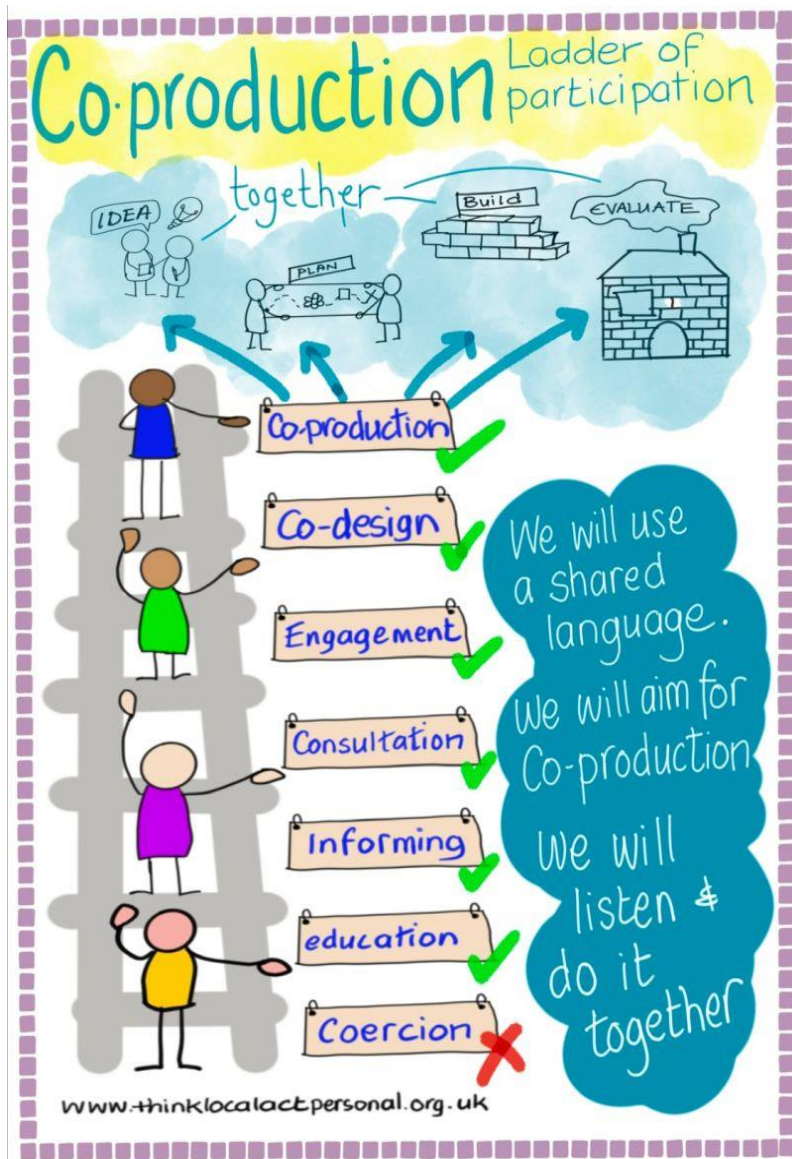 Co-production
Ladder of
participation
together
IDEA
PLAN
Build
EVALUATE
Co-production
Co-design
Engagement
Consultation
Informing
education
Coercion
We will use
a shared
language.
We will aim for
Co-production
We will
listen &
do it
together
www.thinklocalactpersonal.org.uk